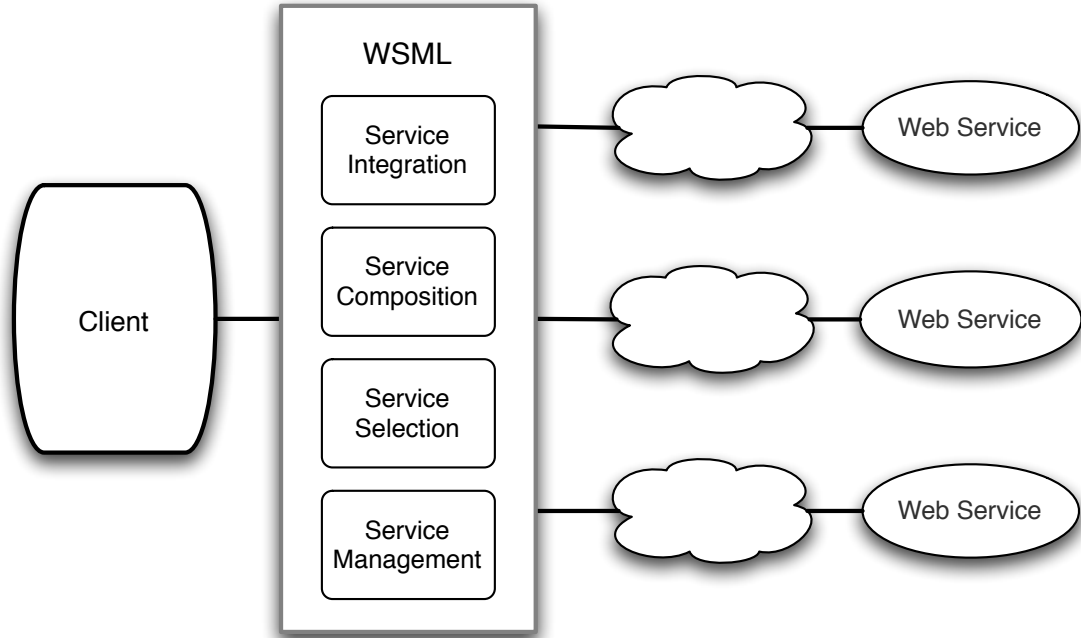 WSML
Service
Integration
Service
Composition
Service
Selection
Service
Management
Client
Web Service
Web Service
Web Service